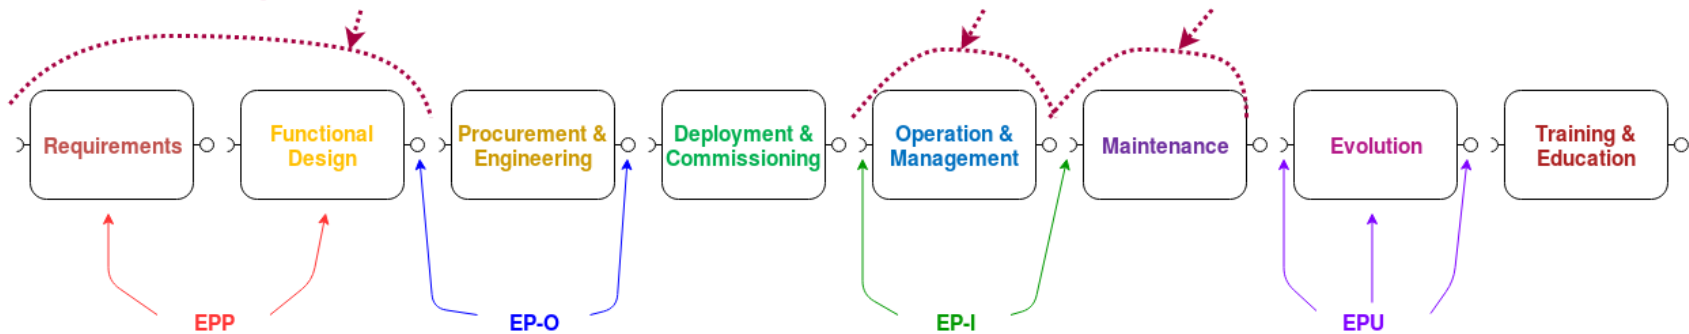 Requirements
Functional
Design
Procurement &
Engineering
Deployment &
Commissioning
Operation &
Management
Maintenance
Evolution
Training &
Education
EPP
EP-O
EP-I
EPU